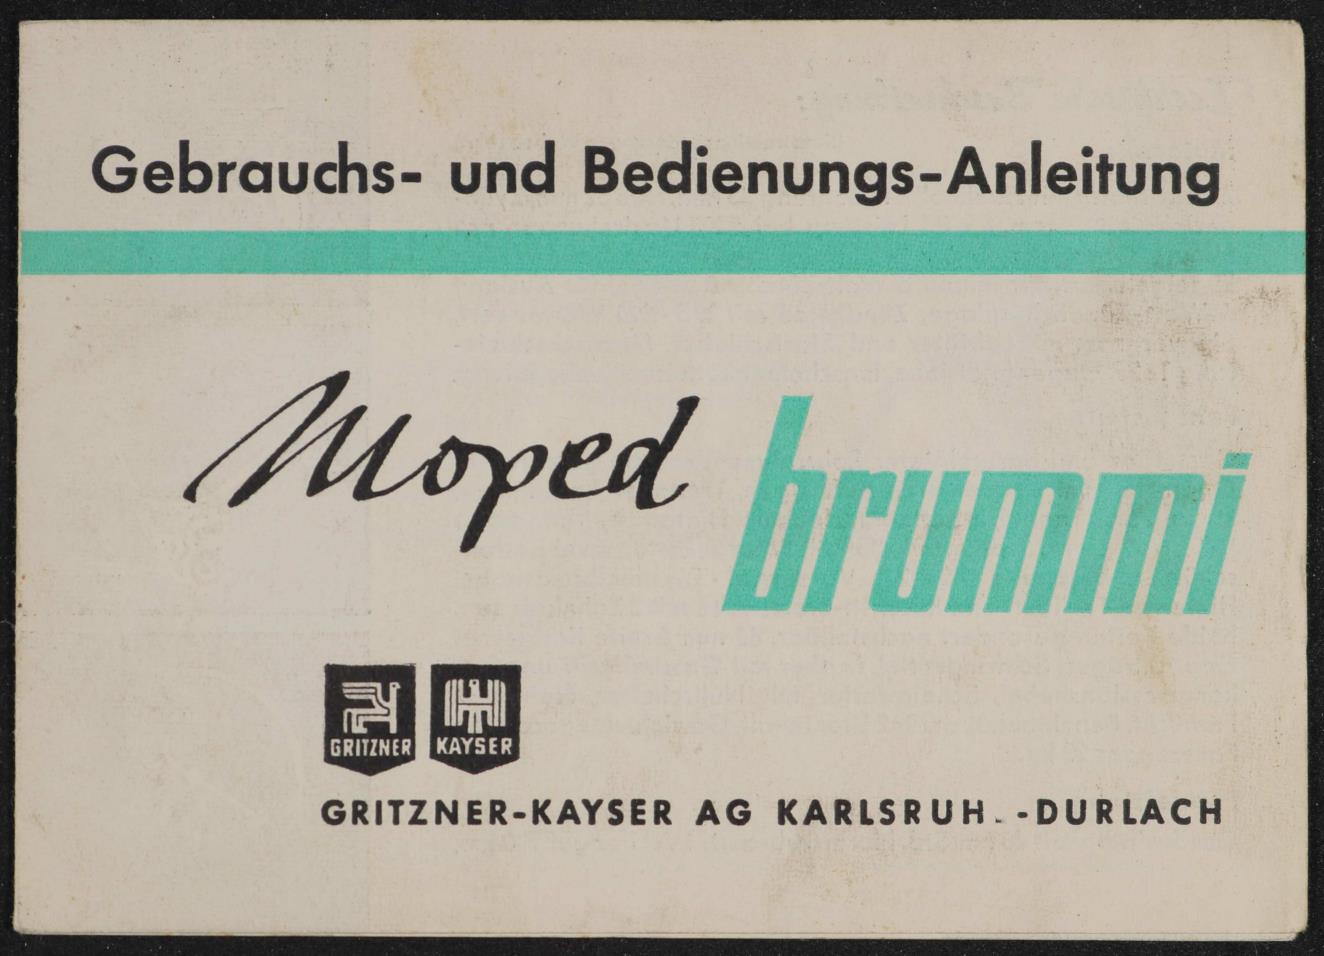 Gebrauchs- und Bedienungs-Anleitung
Moped brummi
GRITZNER KAYSER
GRITZNER-KAYSER AG KARLSRUH. -DURLACH